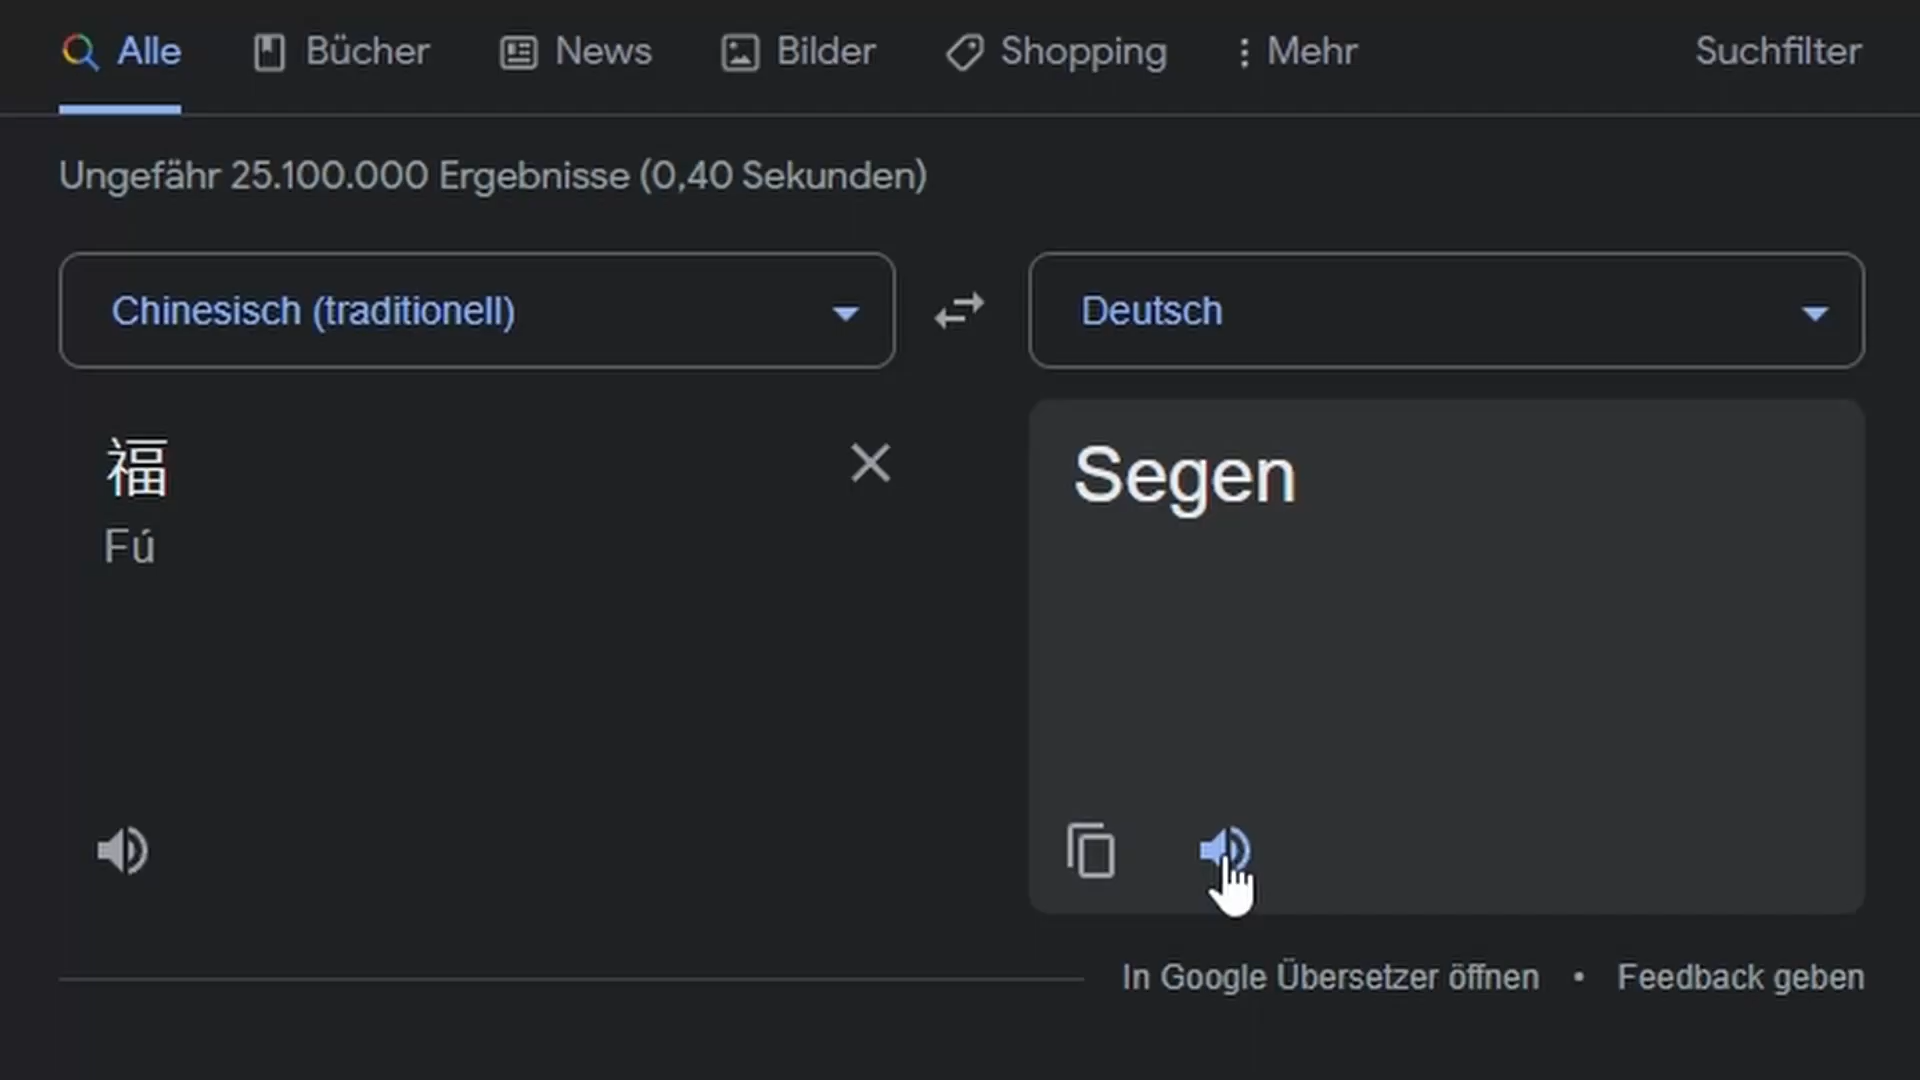 Alle Bücher News Bilder Shopping Mehr Suchfilter
Ungefähr 25.100.000 Ergebnisse (0,40 Sekunden)
Chinesisch (traditionell) Deutsch
福 Segen
Fú
In Google Übersetzer öffnen • Feedback geben